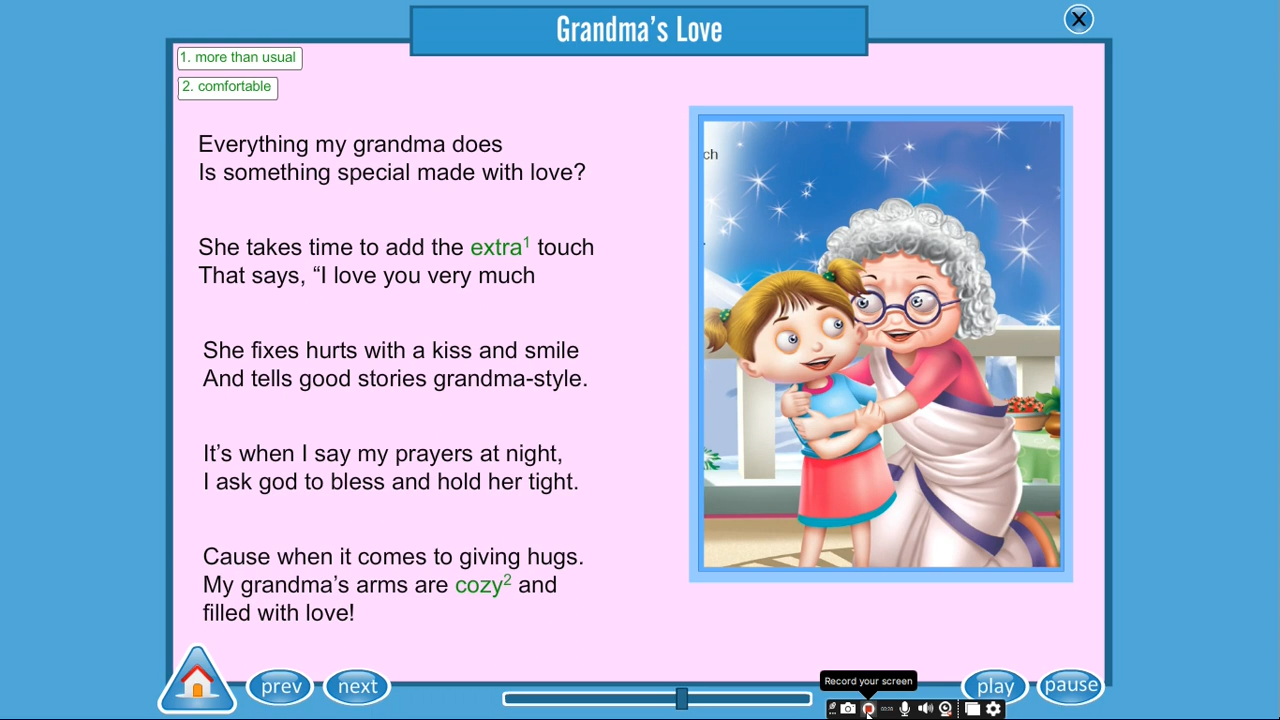 Grandma's Love
X
1. more than usual
2. comfortable
Everything my grandma does
Is something special made with love?
She takes time to add the extra¹ touch
That says, “I love you very much
She fixes hurts with a kiss and smile
And tells good stories grandma-style.
It’s when I say my prayers at night,
I ask god to bless and hold her tight.
Cause when it comes to giving hugs.
My grandma’s arms are cozy² and
filled with love!
ch
prev
next
Record your screen
play
pause